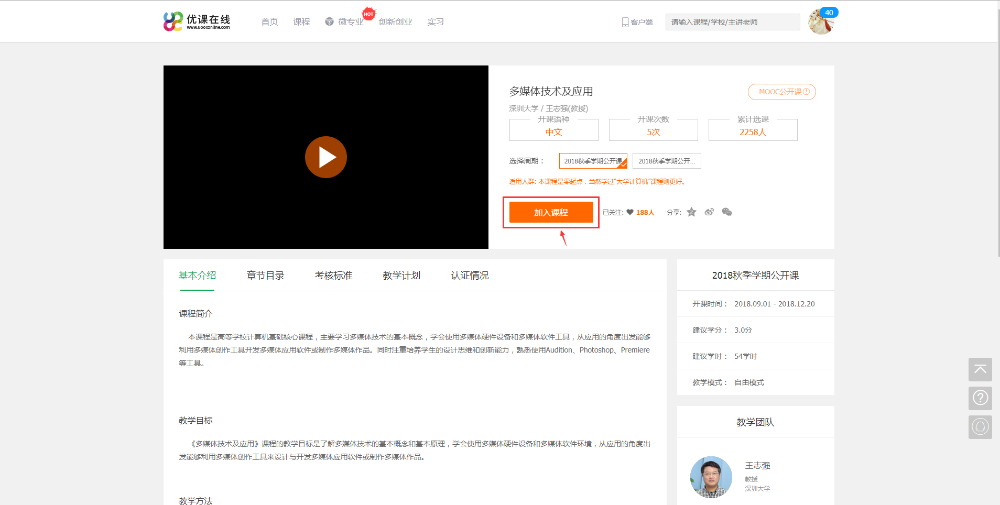 优课在线
www.uooconline.com
首页
课程
微专业
HOT
创新创业
实习
客户端
请输入课程/学校/主讲老师
40
多媒体技术及应用
MOOC公开课
深圳大学 / 王志强(教授)
开课语种
中文
开课次数
5次
累计选课
2258人
选择周期：
2018秋季学期公开课
2018秋季学期公开...
适用人群: 本课程是零起点，当然学过“大学计算机”课程则更好。
加入课程
已关注: 188人
分享:
基本介绍
章节目录
考核标准
教学计划
认证情况
课程简介
本课程是高等学校计算机基础核心课程，主要学习多媒体技术的基本概念，学会使用多媒体硬件设备和多媒体软件工具，从应用的角度出发能够
利用多媒体创作工具开发多媒体应用软件或制作多媒体作品。同时注重培养学生的设计思维和创新能力，熟悉使用Audition、Photoshop、Premiere
等工具。
教学目标
《多媒体技术及应用》课程的教学目标是了解多媒体技术的基本概念和基本原理，学会使用多媒体硬件设备和多媒体软件环境，从应用的角度出
发能够利用多媒体创作工具来设计与开发多媒体应用软件或制作多媒体作品。
教学方法
2018秋季学期公开课
开课时间： 2018.09.01 - 2018.12.20
建议学分： 3.0分
建议学时： 54学时
教学模式： 自由模式
教学团队
王志强
教授
深圳大学